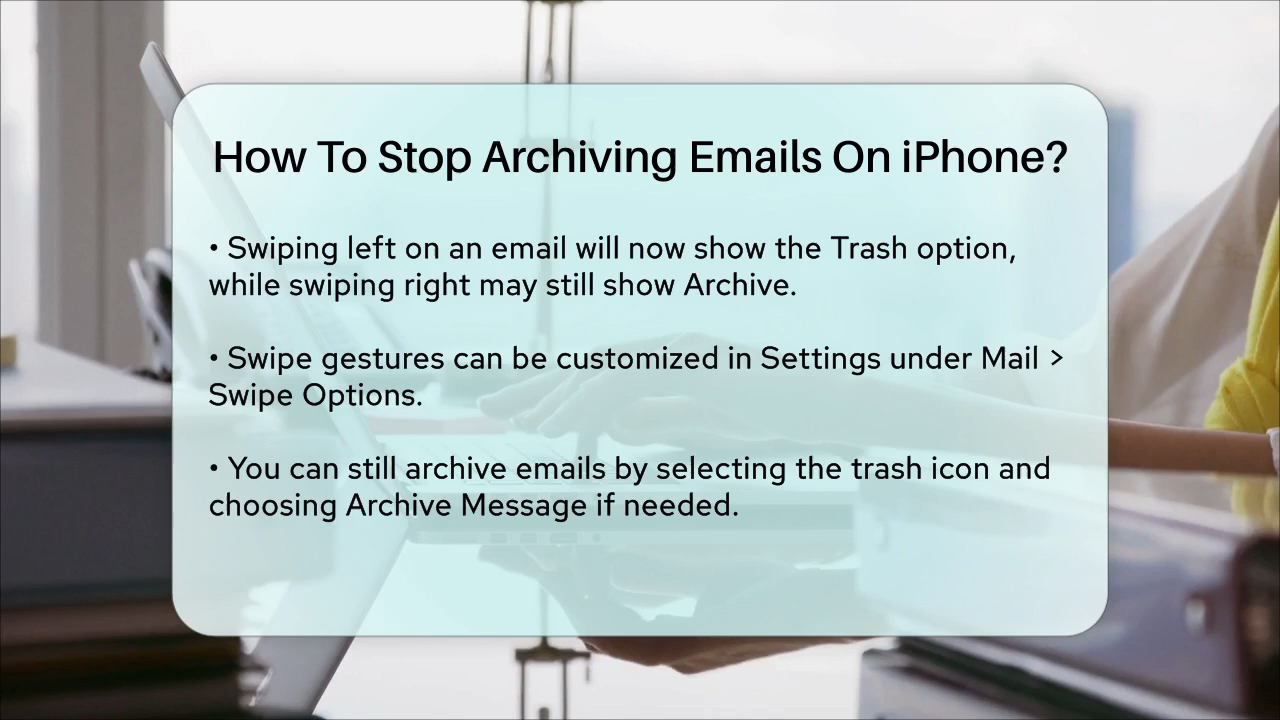 How To Stop Archiving Emails On iPhone?
• Swiping left on an email will now show the Trash option,
while swiping right may still show Archive.
• Swipe gestures can be customized in Settings under Mail >
Swipe Options.
• You can still archive emails by selecting the trash icon and
choosing Archive Message if needed.